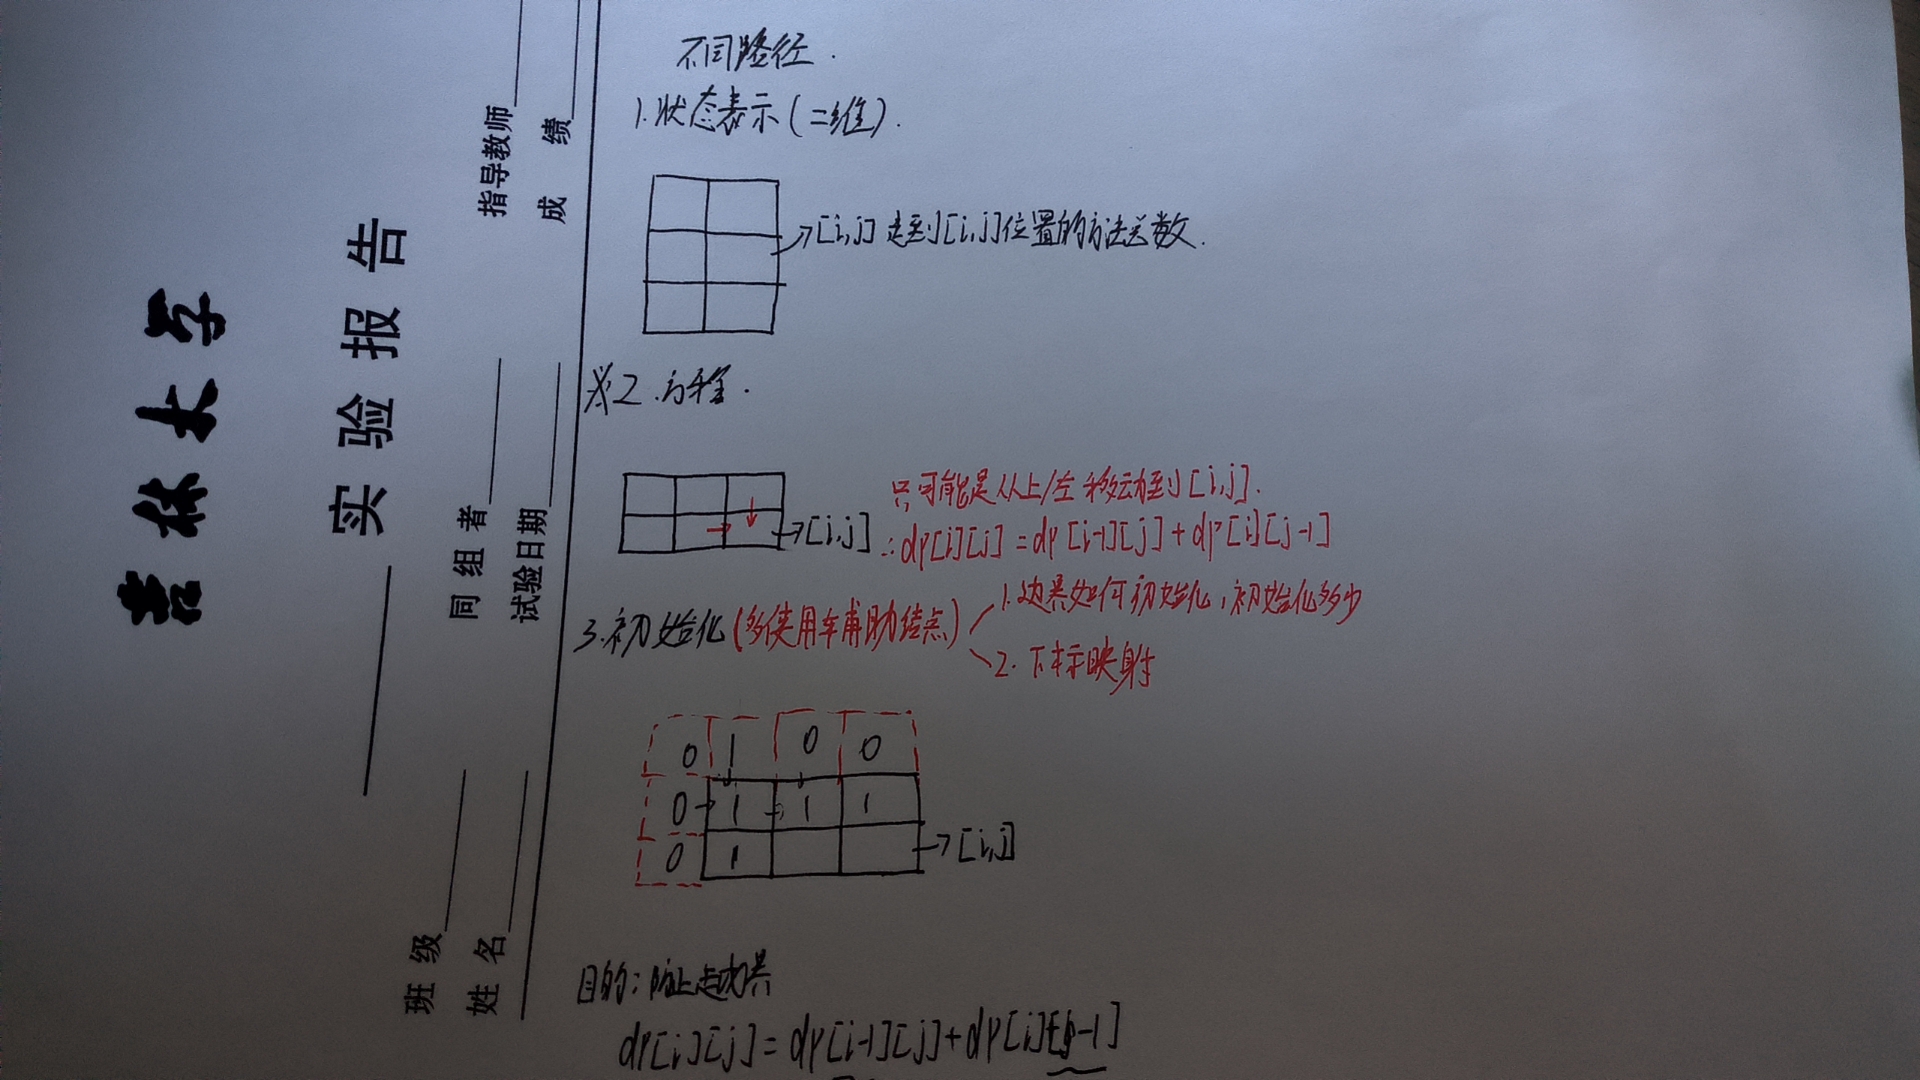 不同路径.
1.状态表示(二维).
→[i,j] 走到[i,j]位置的方法总数.
※2.方程.
只可能是从上/左移动到[i,j].
→[i,j] ∴dp[i][j]=dp[i-1][j]+dp[i][j-1]
3.初始化(多使用车甫助结点)
1.边界如何初始化,初始化多少
2.下标映射
0 1 0 0
0→1→1 1
0 1
→[i,j]
目的:防止越边界
dp[i][j]=dp[i-1][j]+dp[i][j-1]
吉林大学
实验报告
班级
姓名
同组者
试验日期
指导教师
成绩